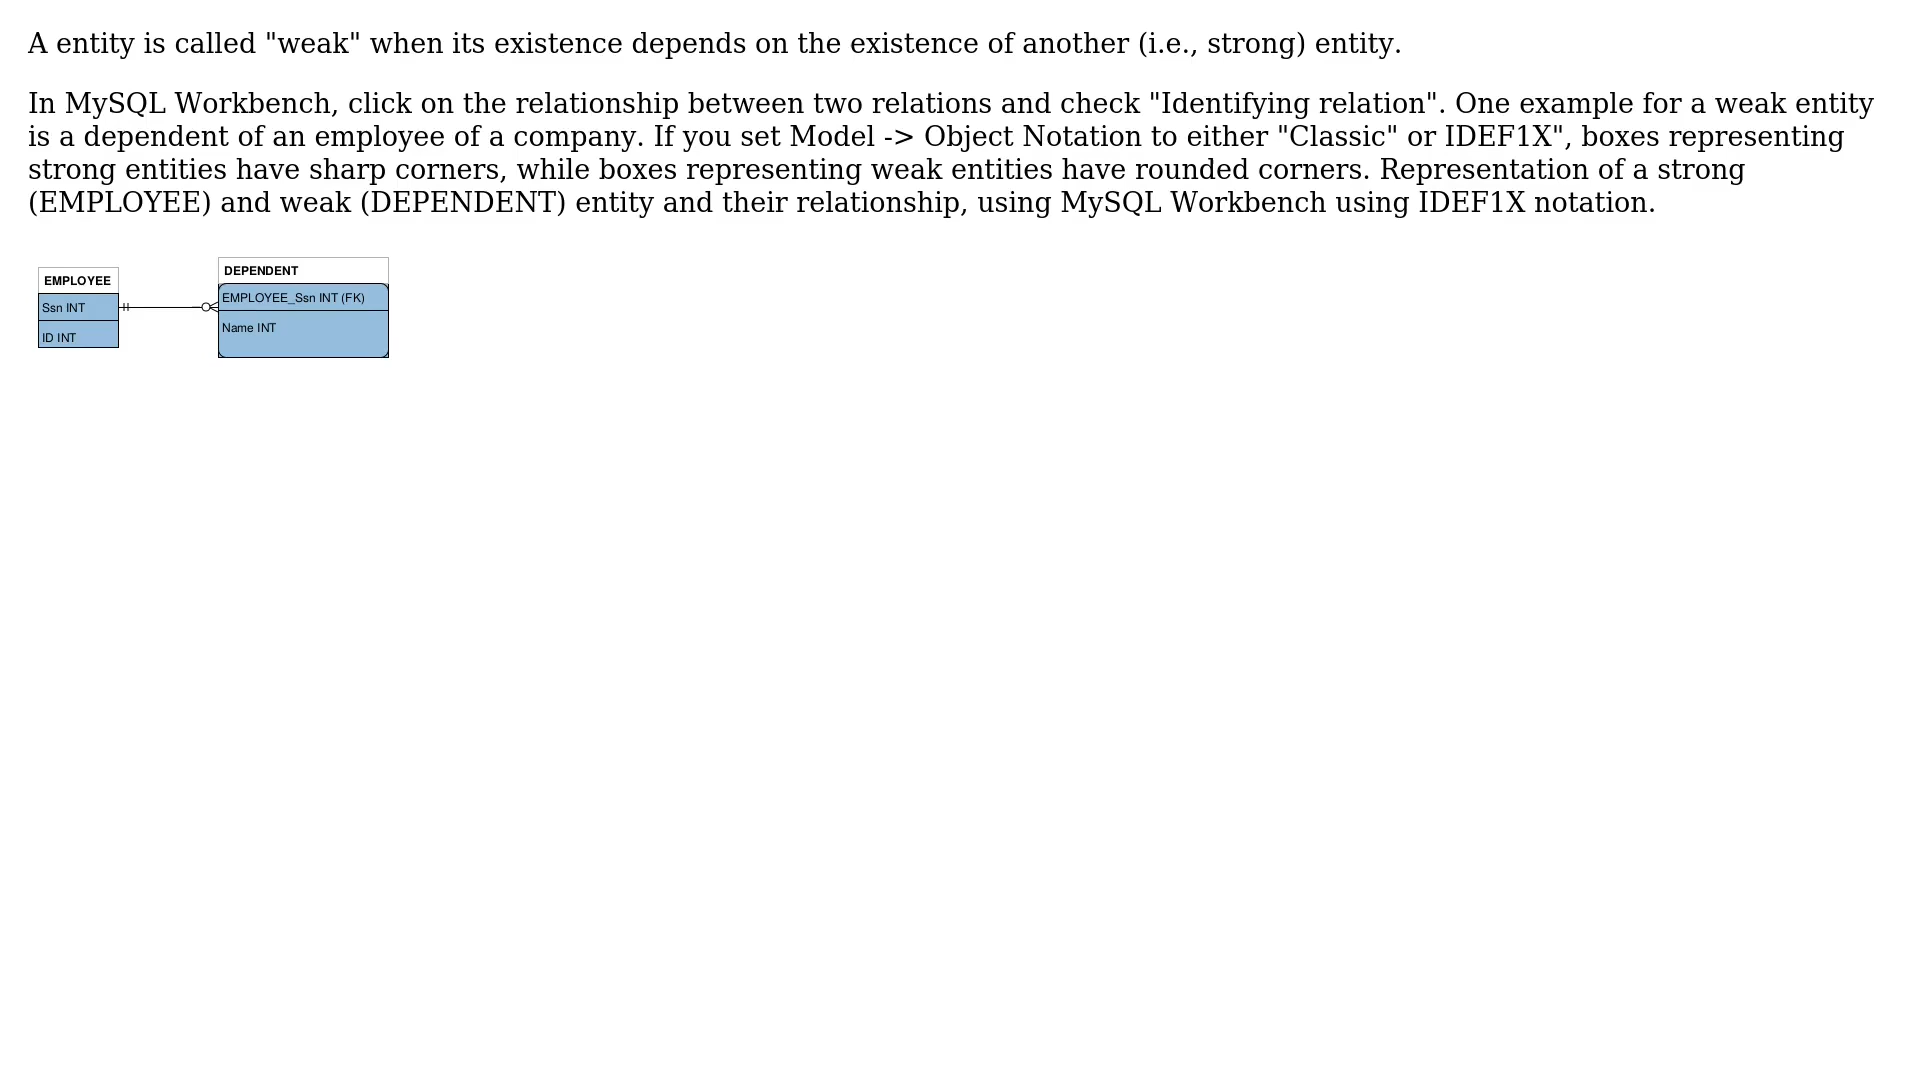 A entity is called "weak" when its existence depends on the existence of another (i.e., strong) entity.
In MySQL Workbench, click on the relationship between two relations and check "Identifying relation". One example for a weak entity
is a dependent of an employee of a company. If you set Model -> Object Notation to either "Classic" or IDEF1X", boxes representing
strong entities have sharp corners, while boxes representing weak entities have rounded corners. Representation of a strong
(EMPLOYEE) and weak (DEPENDENT) entity and their relationship, using MySQL Workbench using IDEF1X notation.
EMPLOYEE
Ssn INT
ID INT
DEPENDENT
EMPLOYEE_Ssn INT (FK)
Name INT